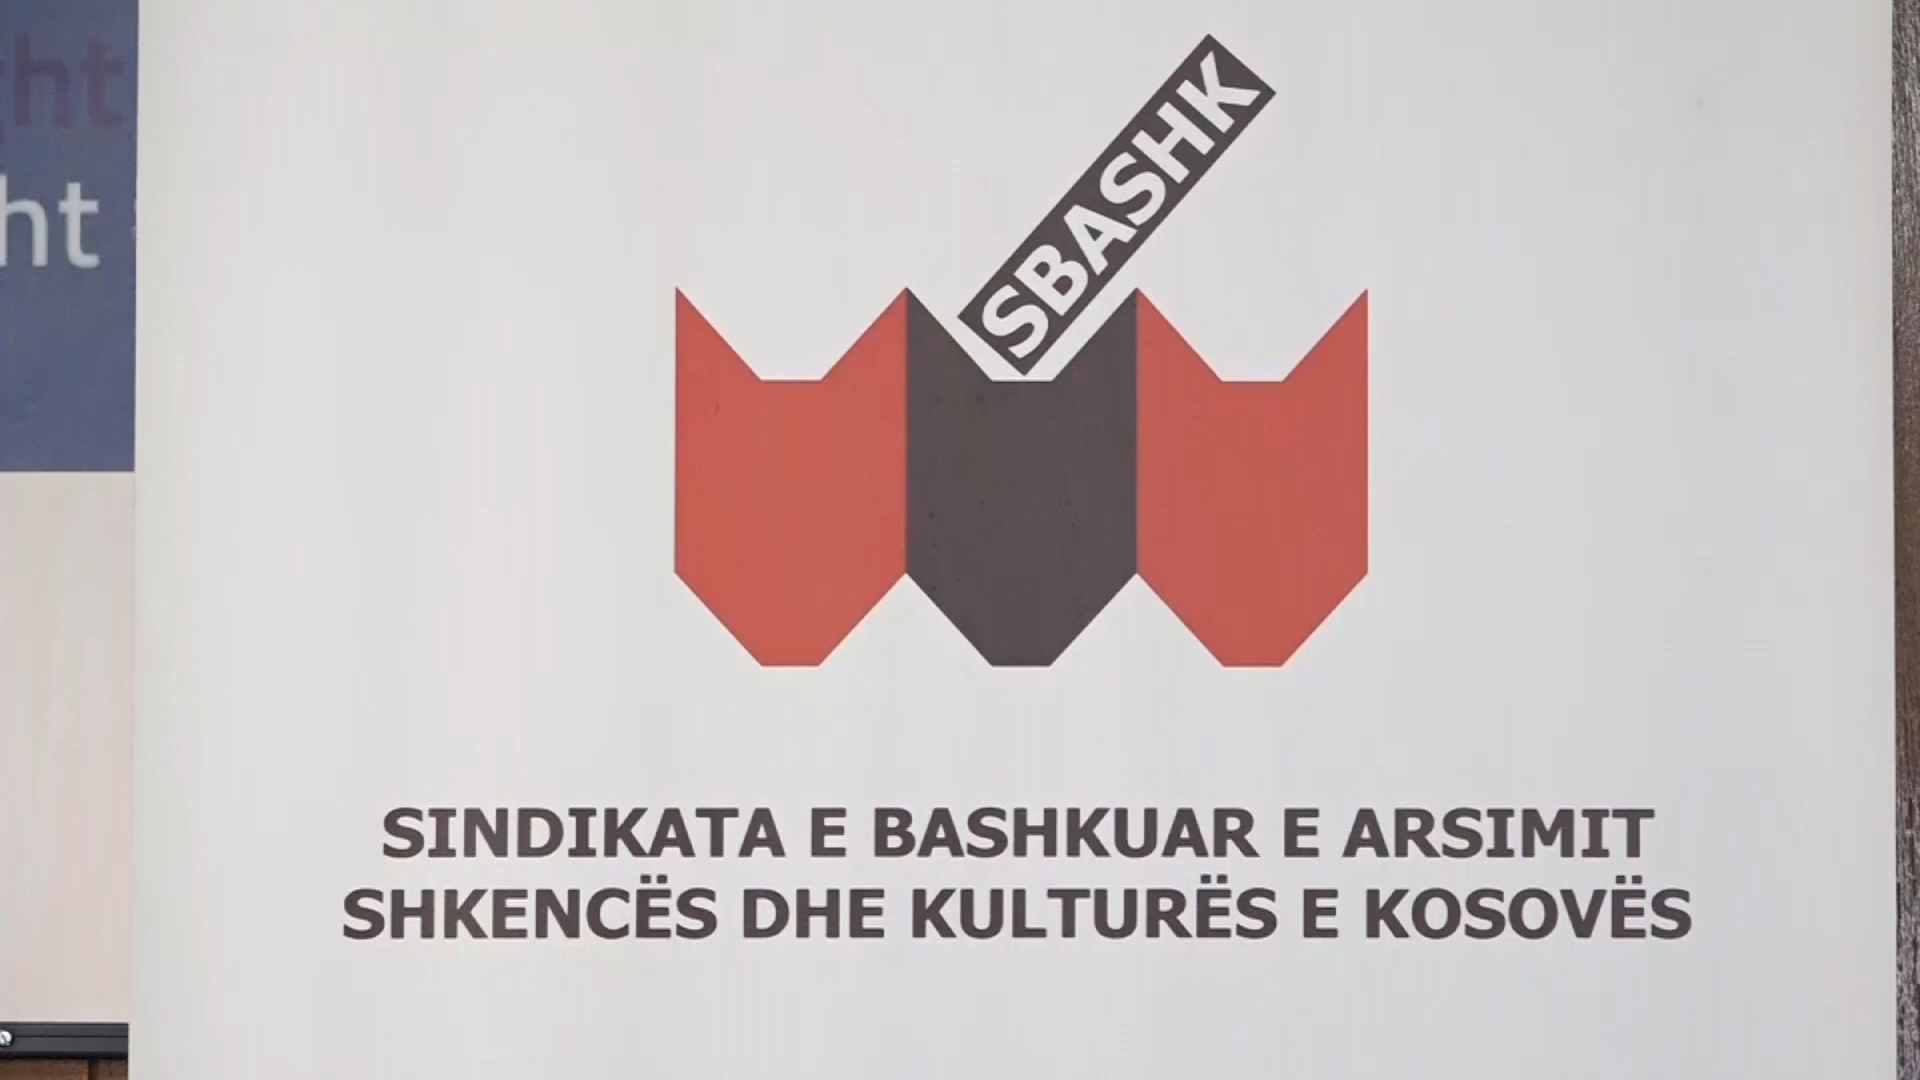 SBASHK
SINDIKATA E BASHKUAR E ARSIMIT
SHKENCËS DHE KULTURËS E KOSOVËS